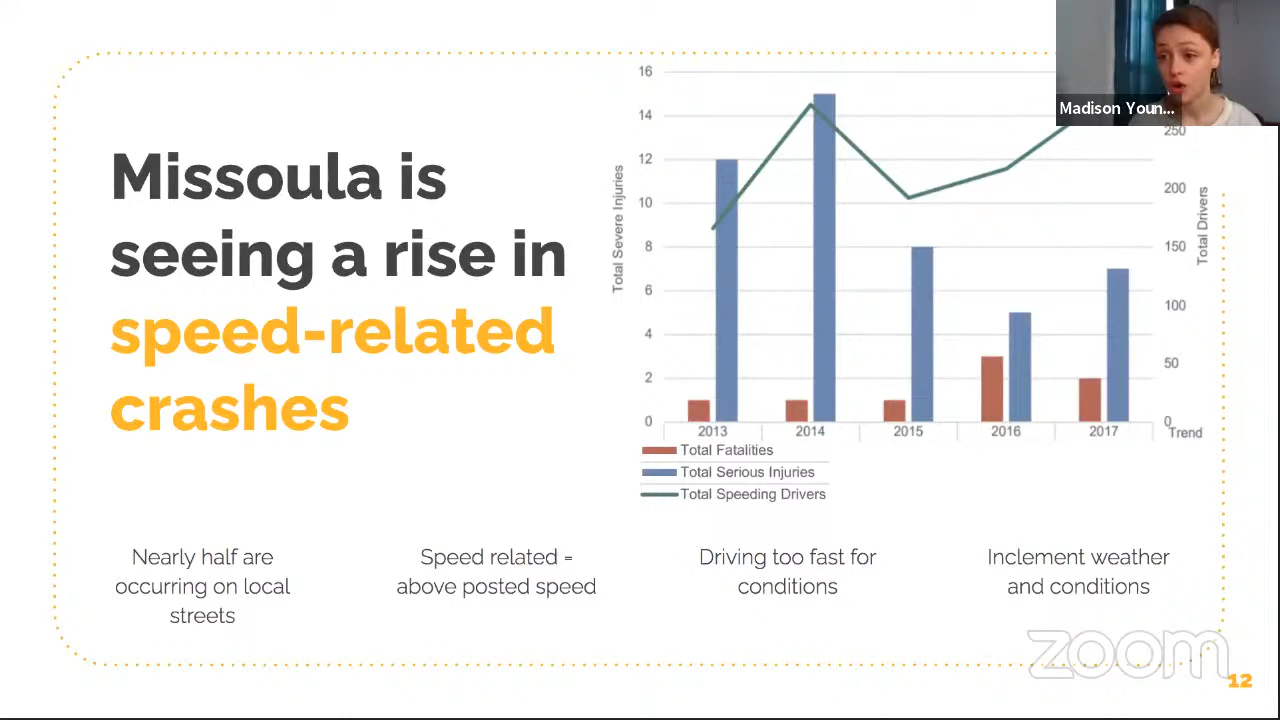 Missoula is
seeing a rise in
speed-related
crashes
16
14
12
10
8
6
4
2
0
Total Severe Injuries
250
200
150
100
50
0
Total Drivers
2013 2014 2015 2016 2017 Trend
Total Fatalities
Total Serious Injuries
Total Speeding Drivers
Madison Youn...
Nearly half are
occurring on local
streets
Speed related =
above posted speed
Driving too fast for
conditions
Inclement weather
and conditions
zoom
12